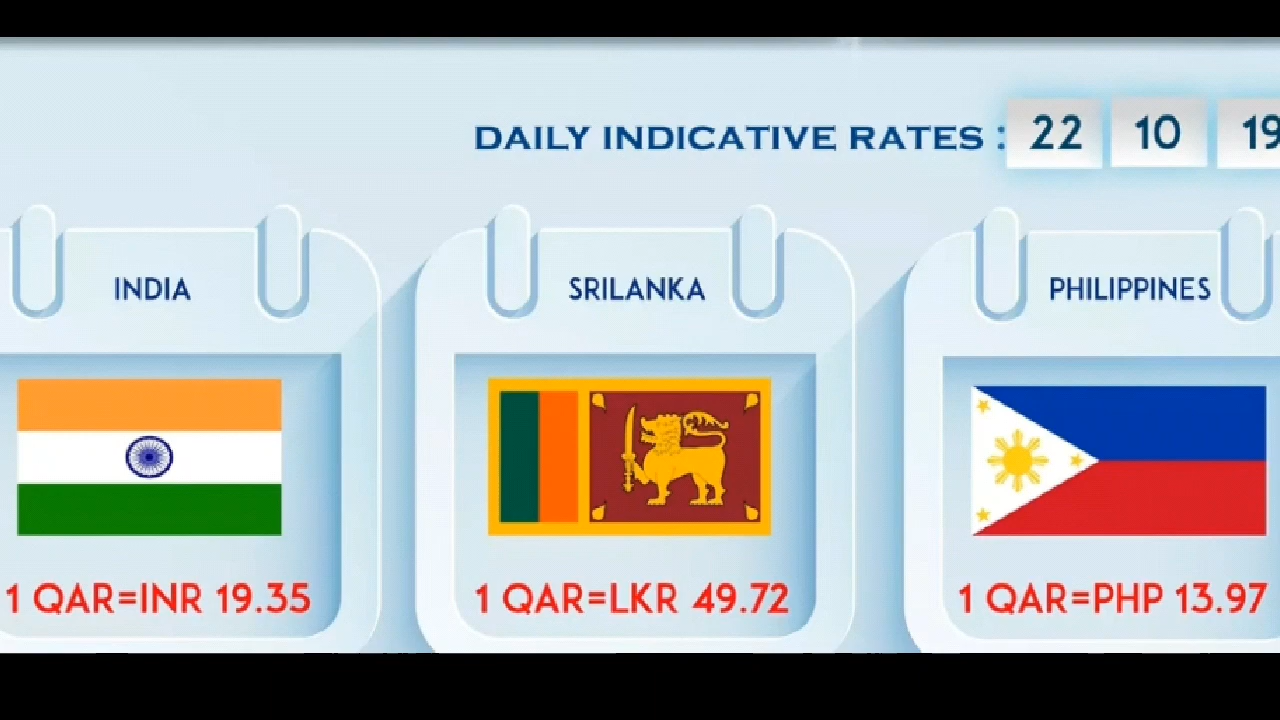 DAILY INDICATIVE RATES : 22 10 19
INDIA
SRILANKA
PHILIPPINES
1 QAR=INR 19.35
1 QAR=LKR 49.72
1 QAR=PHP 13.97